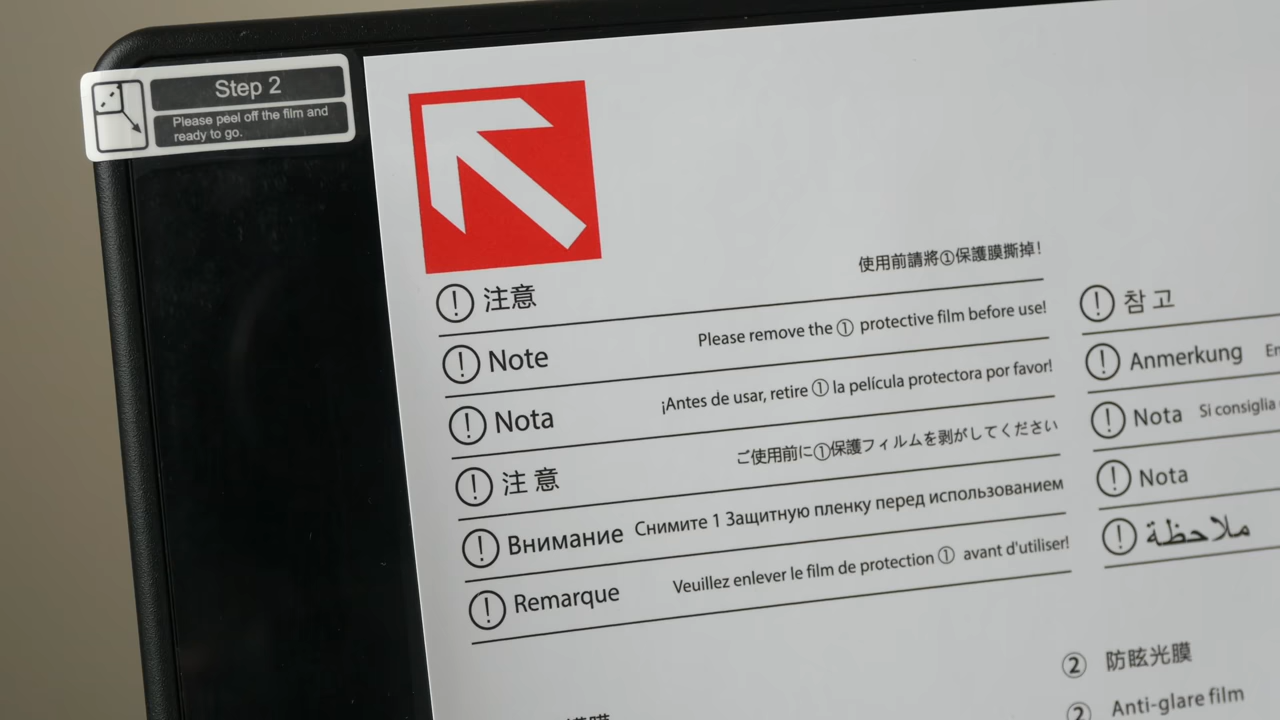 Step 2
Please peel off the film and
ready to go.
使用前請將①保護膜撕掉!
注意
Please remove the ① protective film before use!
Note
¡Antes de usar, retire ① la película protectora por favor!
Nota
ご使用前に①保護フィルムを剥がしてください
注意
Внимание Снимите 1 Защитную пленку перед использованием
Remarque Veuillez enlever le film de protection ① avant d'utiliser!
참고
Anmerkung
Nota Si consiglia
Nota
ملاحظة
② 防眩光膜
② Anti-glare film